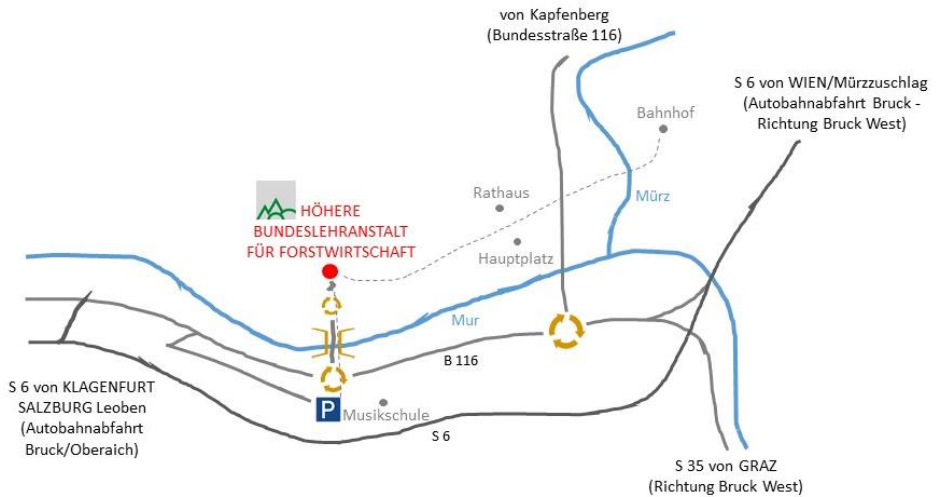 von Kapfenberg
(Bundesstraße 116)
S 6 von WIEN/Mürzzuschlag
(Autobahnabfahrt Bruck -
Richtung Bruck West)
Bahnhof
Rathaus
Mürz
HÖHERE
BUNDESLEHRANSTALT
FÜR FORSTWIRTSCHAFT
Hauptplatz
Mur
B 116
S 6 von KLAGENFURT
SALZBURG Leoben
(Autobahnabfahrt
Bruck/Oberaich)
P
Musikschule
S 6
S 35 von GRAZ
(Richtung Bruck West)